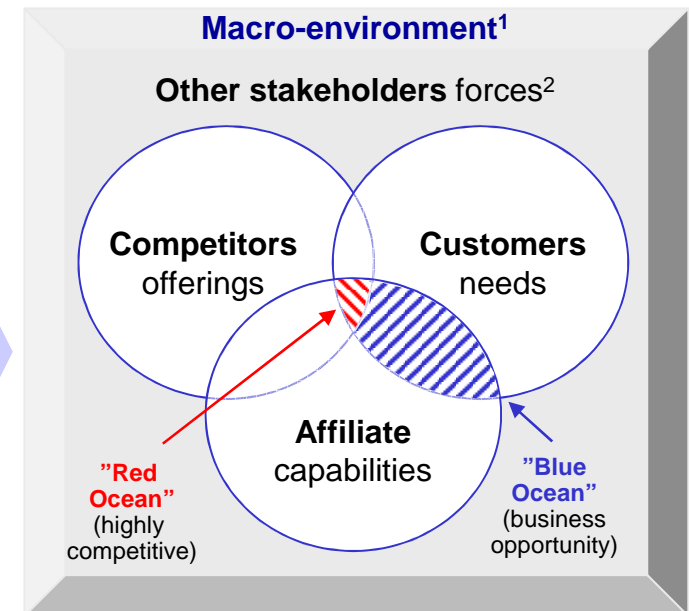 Macro-environment¹
Other stakeholders forces²
Competitors
offerings
Customers
needs
Affiliate
capabilities
”Red
Ocean”
(highly
competitive)
”Blue
Ocean”
(business
opportunity)